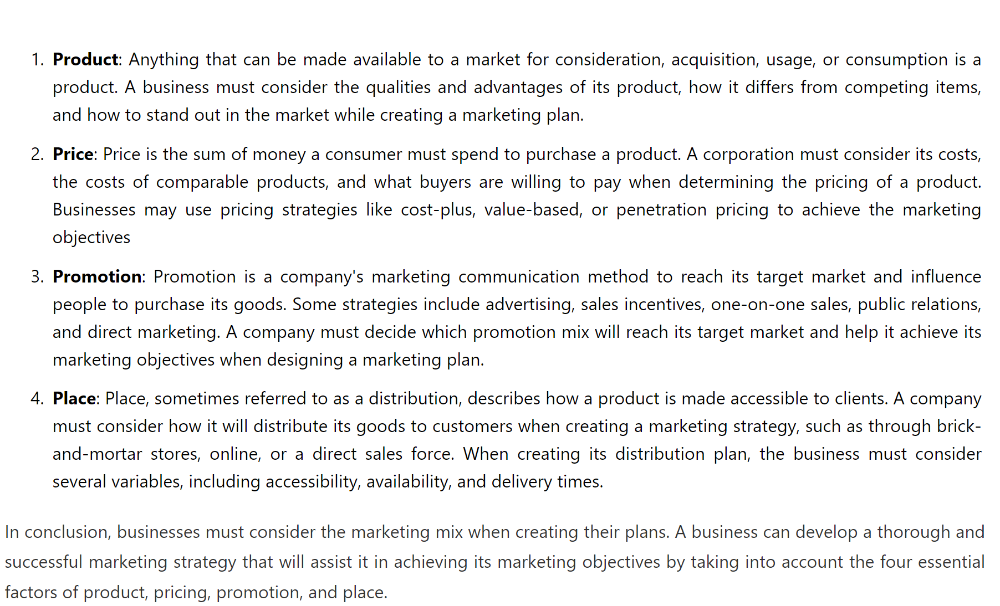 1. Product: Anything that can be made available to a market for consideration, acquisition, usage, or consumption is a
product. A business must consider the qualities and advantages of its product, how it differs from competing items,
and how to stand out in the market while creating a marketing plan.
2. Price: Price is the sum of money a consumer must spend to purchase a product. A corporation must consider its costs,
the costs of comparable products, and what buyers are willing to pay when determining the pricing of a product.
Businesses may use pricing strategies like cost-plus, value-based, or penetration pricing to achieve the marketing
objectives
3. Promotion: Promotion is a company's marketing communication method to reach its target market and influence
people to purchase its goods. Some strategies include advertising, sales incentives, one-on-one sales, public relations,
and direct marketing. A company must decide which promotion mix will reach its target market and help it achieve its
marketing objectives when designing a marketing plan.
4. Place: Place, sometimes referred to as a distribution, describes how a product is made accessible to clients. A company
must consider how it will distribute its goods to customers when creating a marketing strategy, such as through brick-
and-mortar stores, online, or a direct sales force. When creating its distribution plan, the business must consider
several variables, including accessibility, availability, and delivery times.
In conclusion, businesses must consider the marketing mix when creating their plans. A business can develop a thorough and
successful marketing strategy that will assist it in achieving its marketing objectives by taking into account the four essential
factors of product, pricing, promotion, and place.